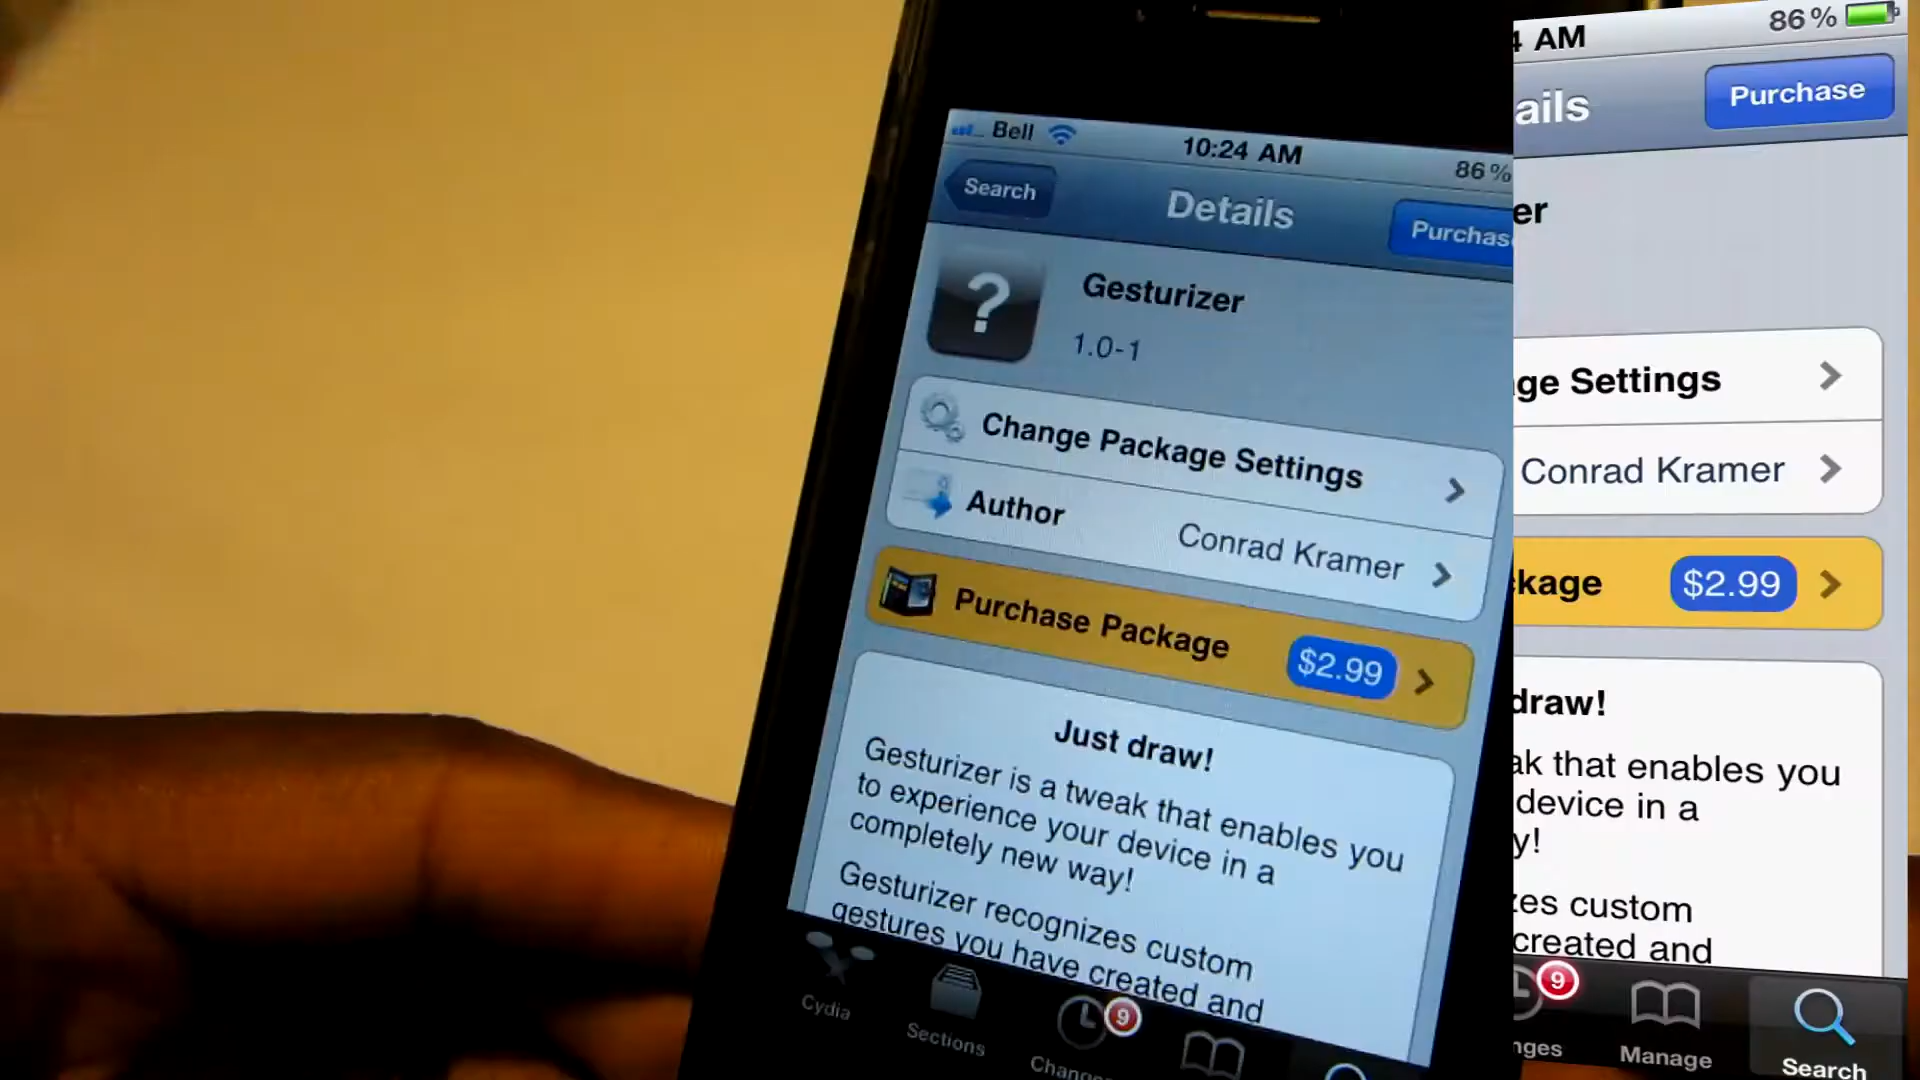 Bell
10:24 AM
86%
Search
Details
Purchas
?
Gesturizer
1.0-1
Change Package Settings
Author
Conrad Kramer
Purchase Package
$2.99
Just draw!
Gesturizer is a tweak that enables you
to experience your device in a
completely new way!
Gesturizer recognizes custom
gestures you have created and
Cydia
Sections
9
Chang
4 AM
86%
ails
Purchase
er
ge Settings
Conrad Kramer
kage
$2.99
draw!
ak that enables you
device in a
y!
zes custom
created and
9
nges
Manage
Search